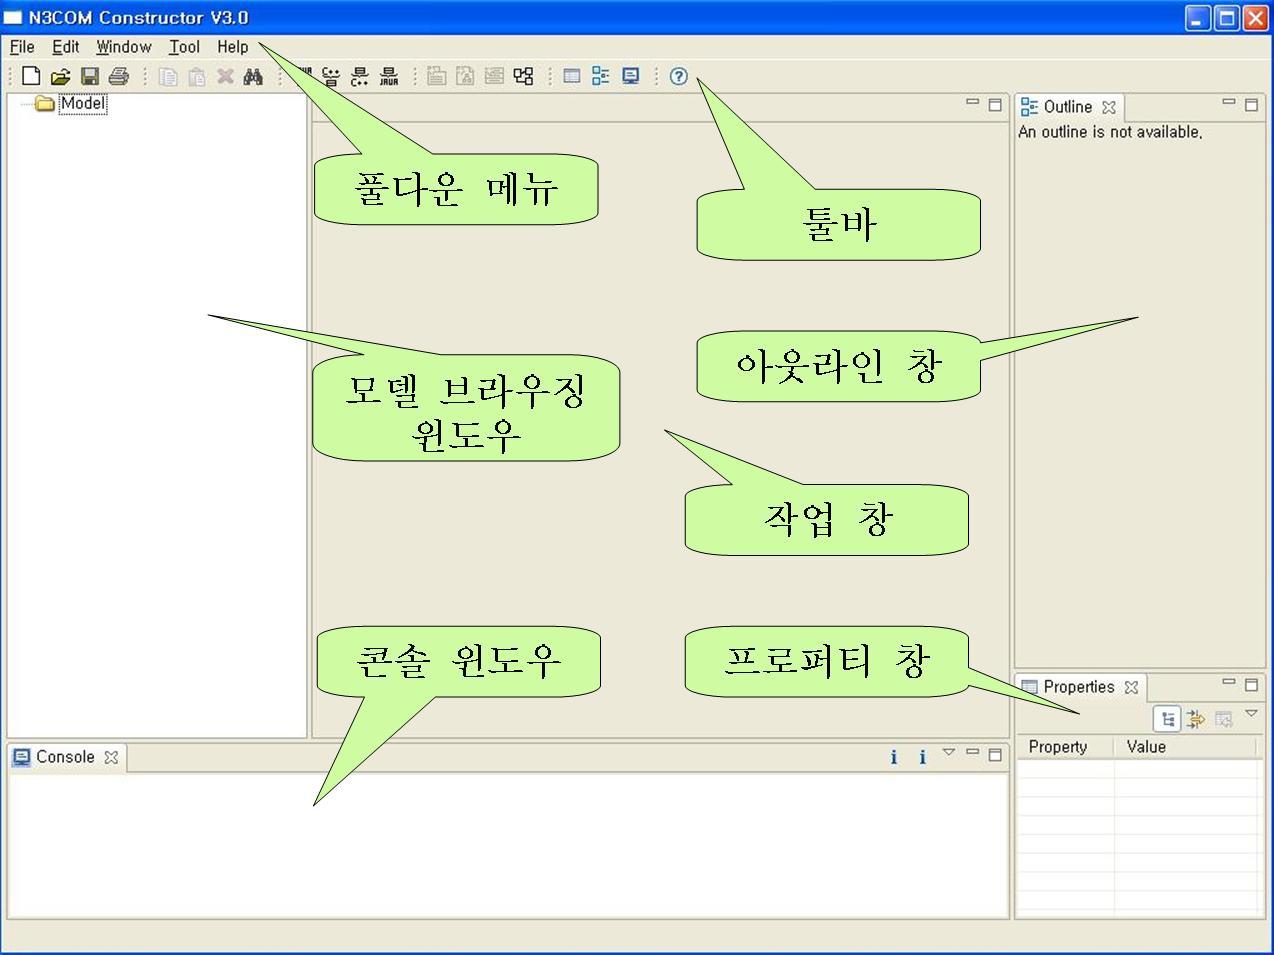 N3COM Constructor V3.0
File Edit Window Tool Help
Model
Outline
An outline is not available.
풀다운 메뉴
툴바
아웃라인 창
모델 브라우징
윈도우
작업 창
콘솔 윈도우
프로퍼티 창
Properties
Property Value
Console